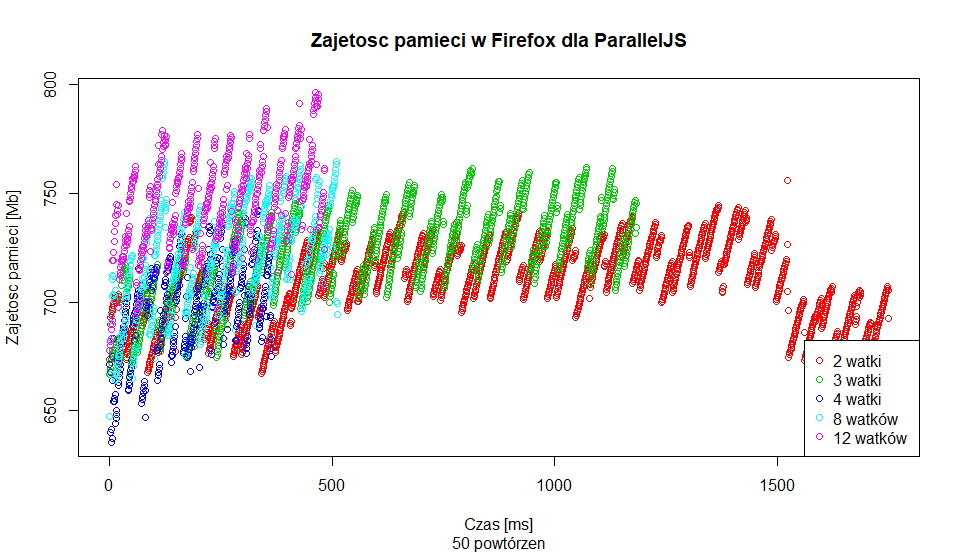 Zajetosc pamieci w Firefox dla ParallelJS
Zajetosc pamieci [Mb]
800
750
700
650
0
500
1000
1500
2 watki
3 watki
4 watki
8 watków
12 watków
Czas [ms]
50 powtórzen